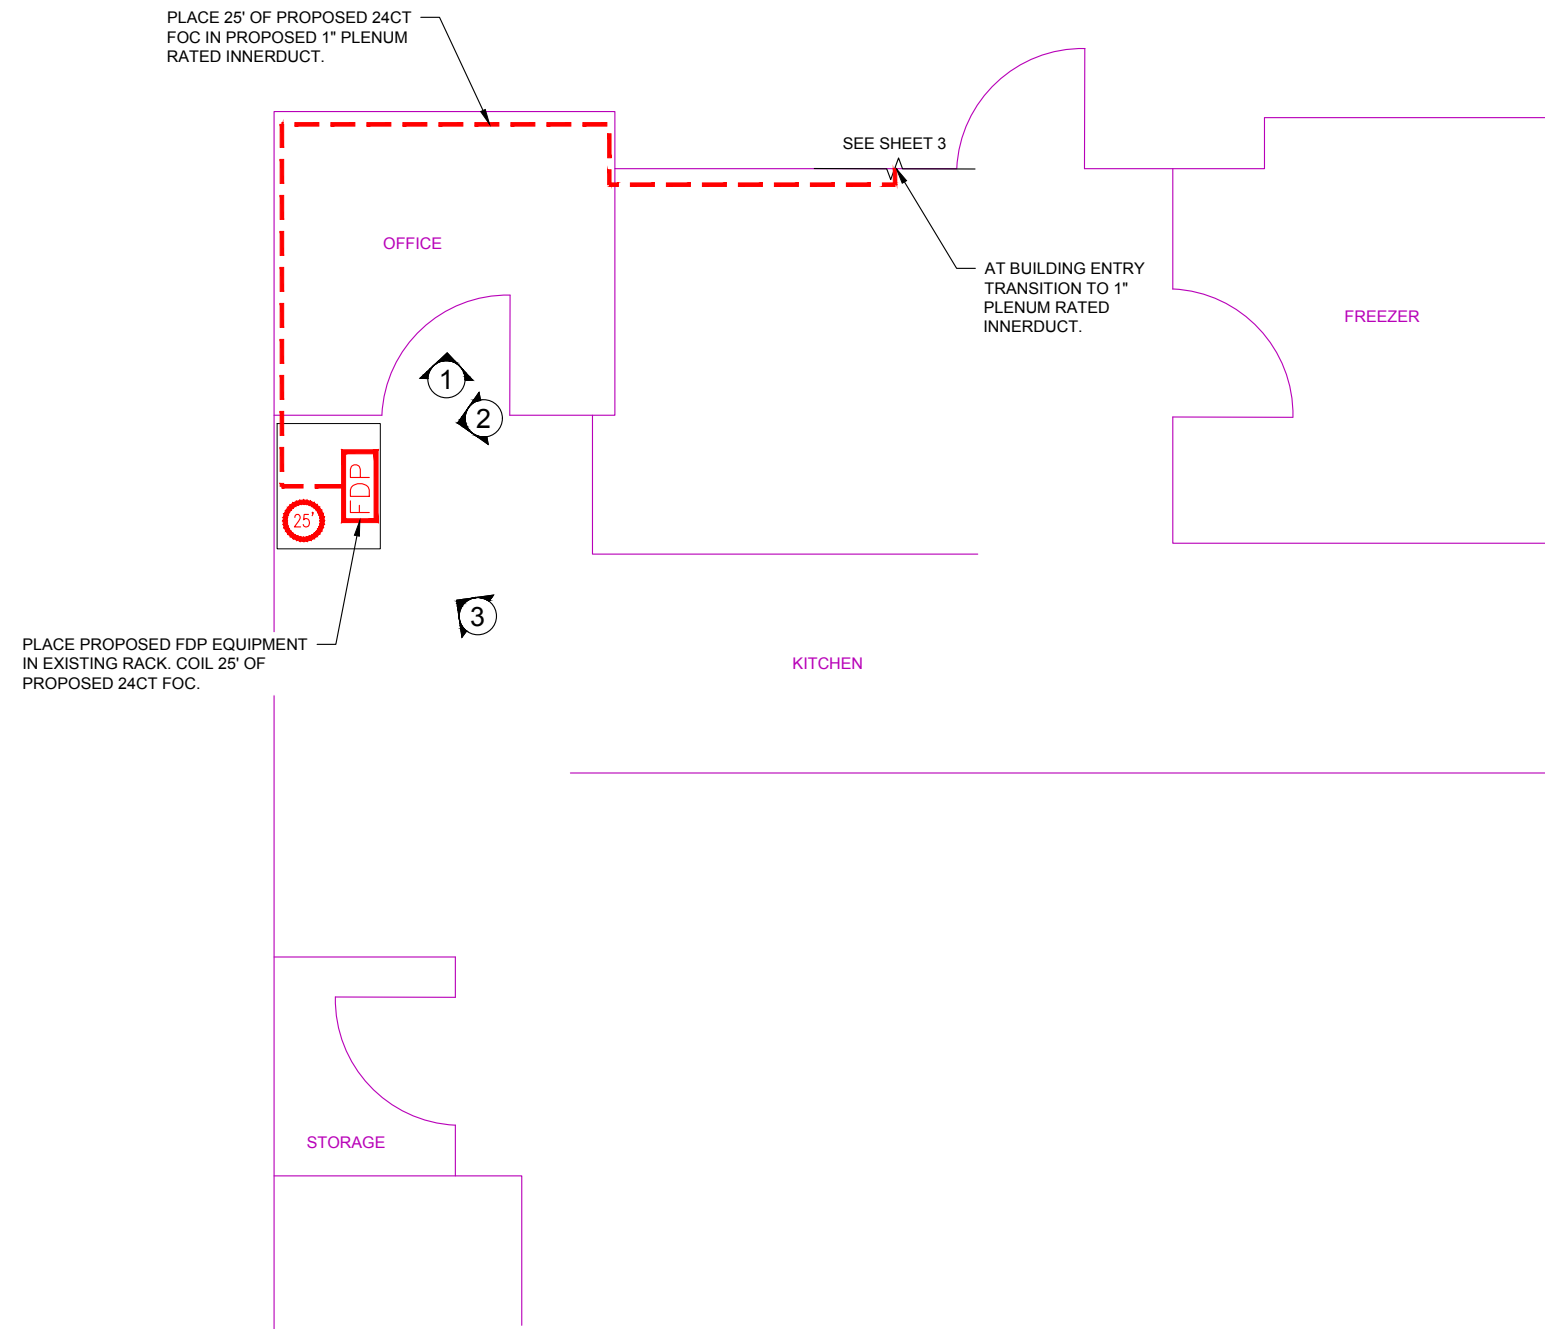 PLACE 25' OF PROPOSED 24CT
FOC IN PROPOSED 1" PLENUM
RATED INNERDUCT.
SEE SHEET 3
OFFICE
AT BUILDING ENTRY
TRANSITION TO 1"
PLENUM RATED
INNERDUCT.
FREEZER
1
2
FDP
25'
3
PLACE PROPOSED FDP EQUIPMENT
IN EXISTING RACK. COIL 25' OF
PROPOSED 24CT FOC.
KITCHEN
STORAGE